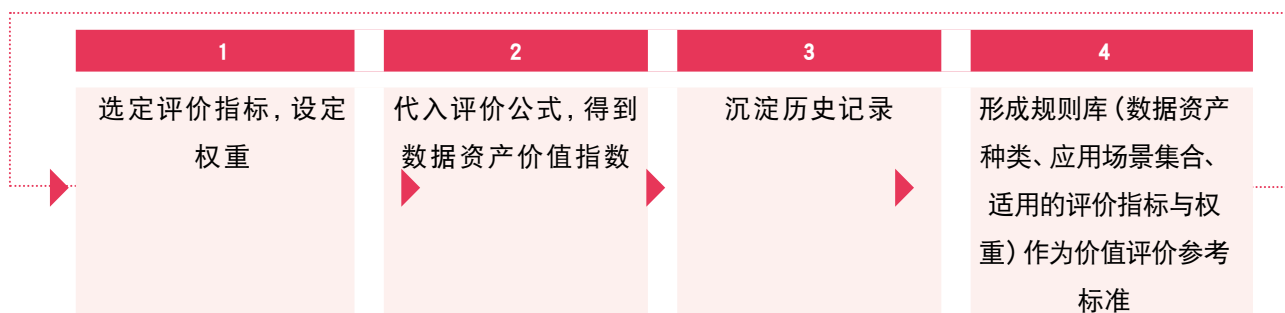 1
选定评价指标,设定
权重
2
代入评价公式,得到
数据资产价值指数
3
沉淀历史记录
4
形成规则库(数据资产
种类、应用场景集合、
适用的评价指标与权
重)作为价值评价参考
标准